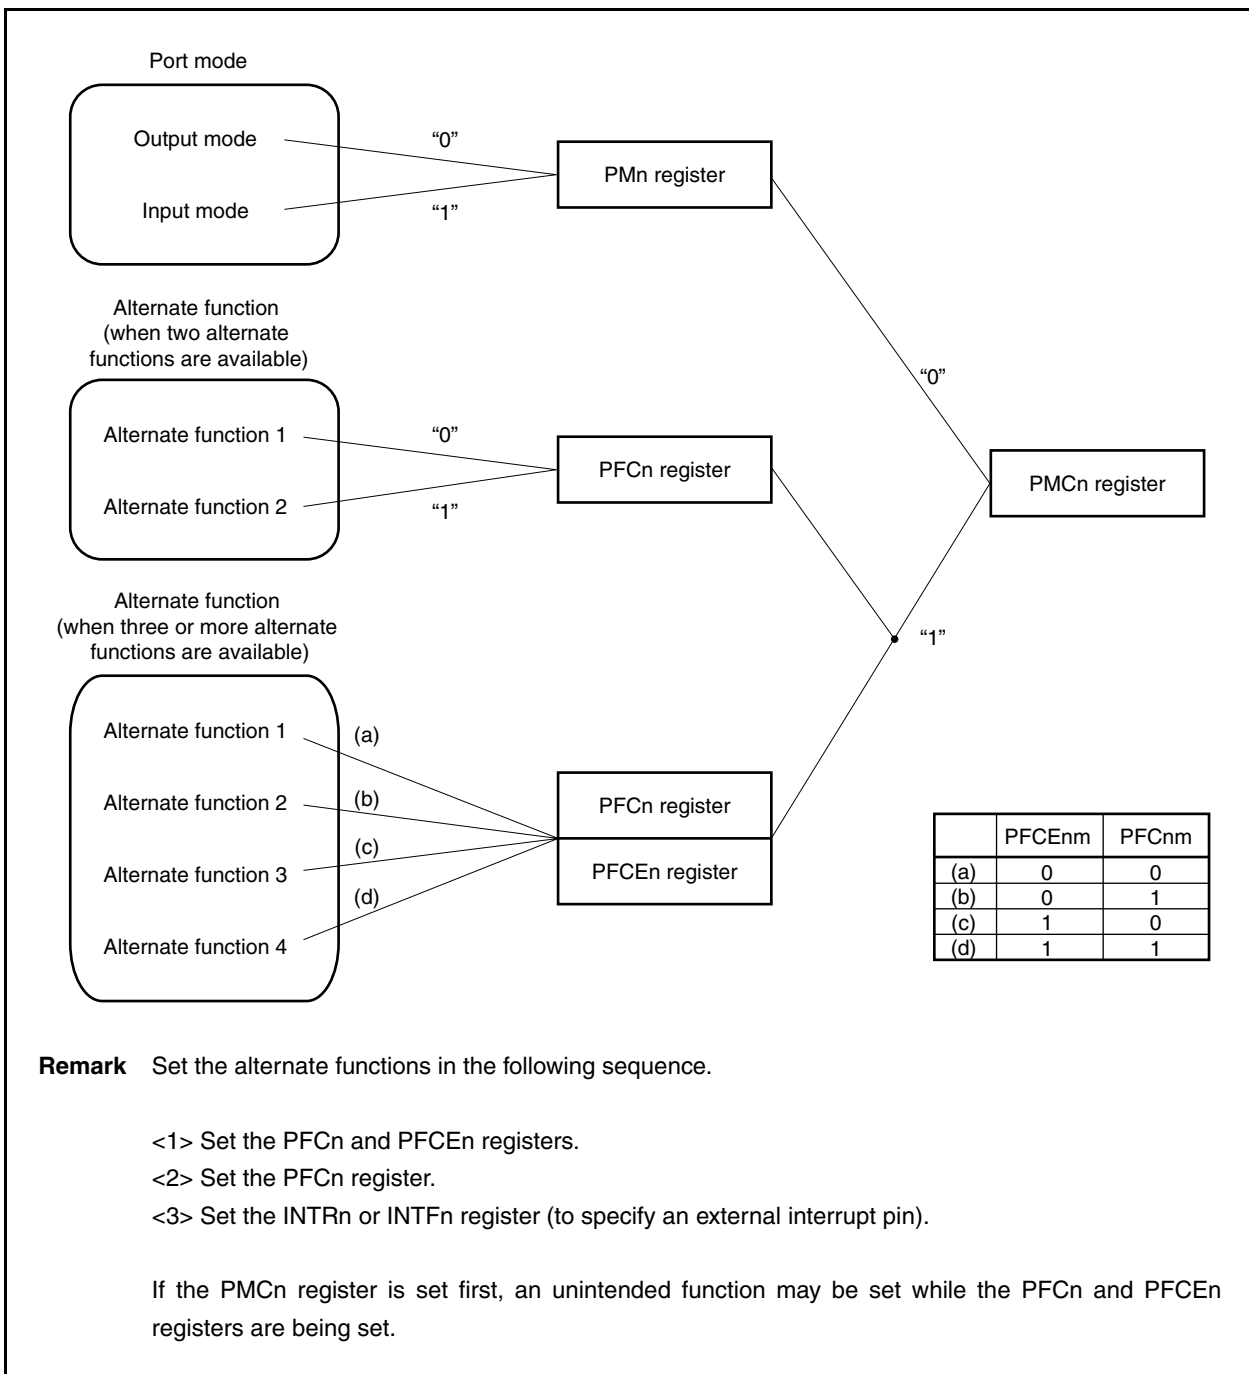 Port mode
Output mode
“0”
PMn register
Input mode
“1”
Alternate function
(when two alternate
functions are available)
“0”
Alternate function 1
“0”
PFCn register
PMCn register
Alternate function 2
“1”
Alternate function
(when three or more alternate
functions are available)
“1”
Alternate function 1
(a)
Alternate function 2
(b)
PFCn register
(c)
Alternate function 3
PFCEn register
(d)
Alternate function 4
PFCEnm PFCnm
(a) 0 0
(b) 0 1
(c) 1 0
(d) 1 1
Remark Set the alternate functions in the following sequence.
<1> Set the PFCn and PFCEn registers.
<2> Set the PFCn register.
<3> Set the INTRn or INTFn register (to specify an external interrupt pin).
If the PMCn register is set first, an unintended function may be set while the PFCn and PFCEn
registers are being set.